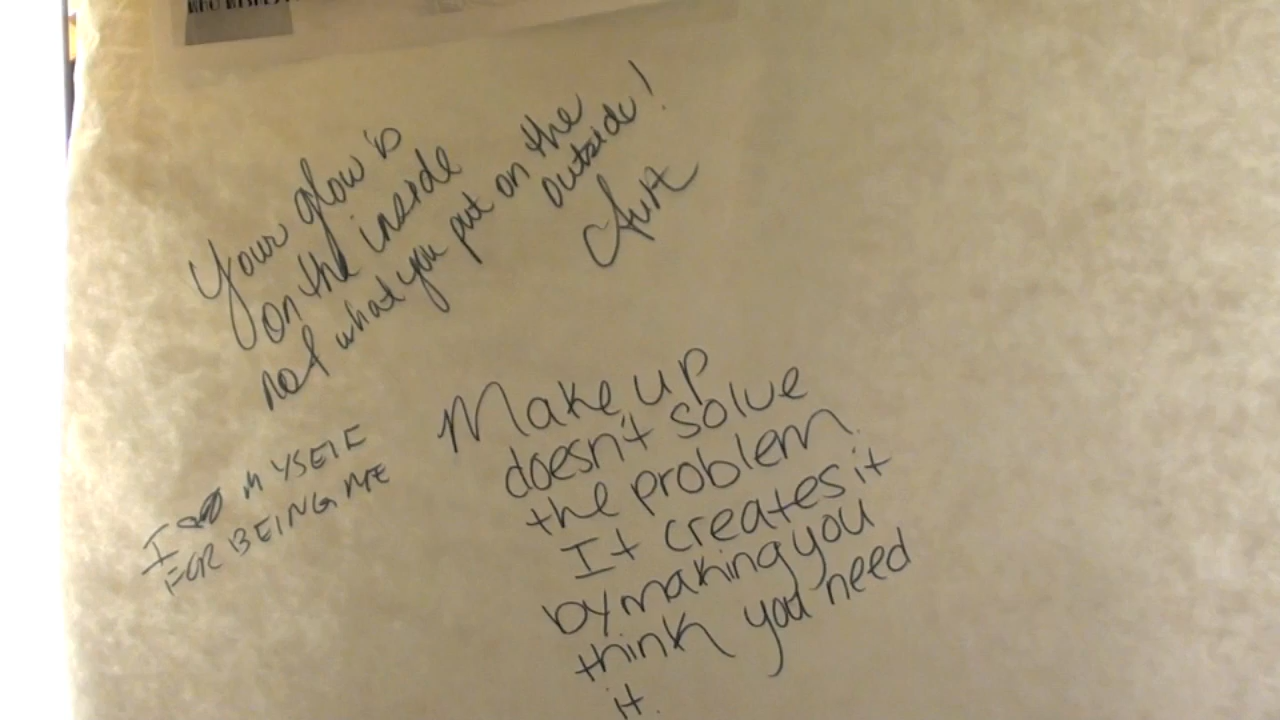 Your glow is
on the inside
not what you put on the
outside!
I MYSELF
FOR BEING ME
Make up
doesn't solve
the problem.
It creates it
by making you
think you need
it.